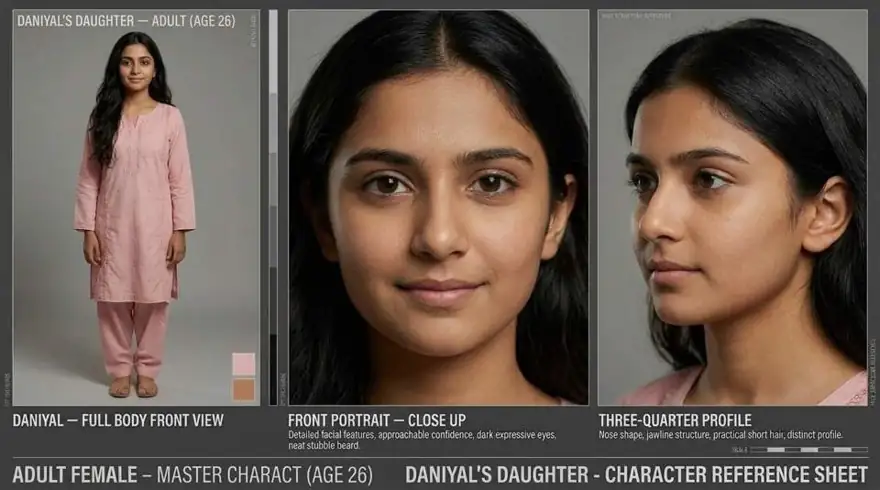 DANIYAL'S DAUGHTER — ADULT (AGE 26)
DANIYAL — FULL BODY FRONT VIEW
FRONT PORTRAIT — CLOSE UP
Detailed facial features, approachable confidence, dark expressive eyes,
neat stubble beard.
THREE-QUARTER PROFILE
Nose shape, jawline structure, practical short hair, distinct profile.
ADULT FEMALE – MASTER CHARACT (AGE 26)
DANIYAL'S DAUGHTER - CHARACTER REFERENCE SHEET